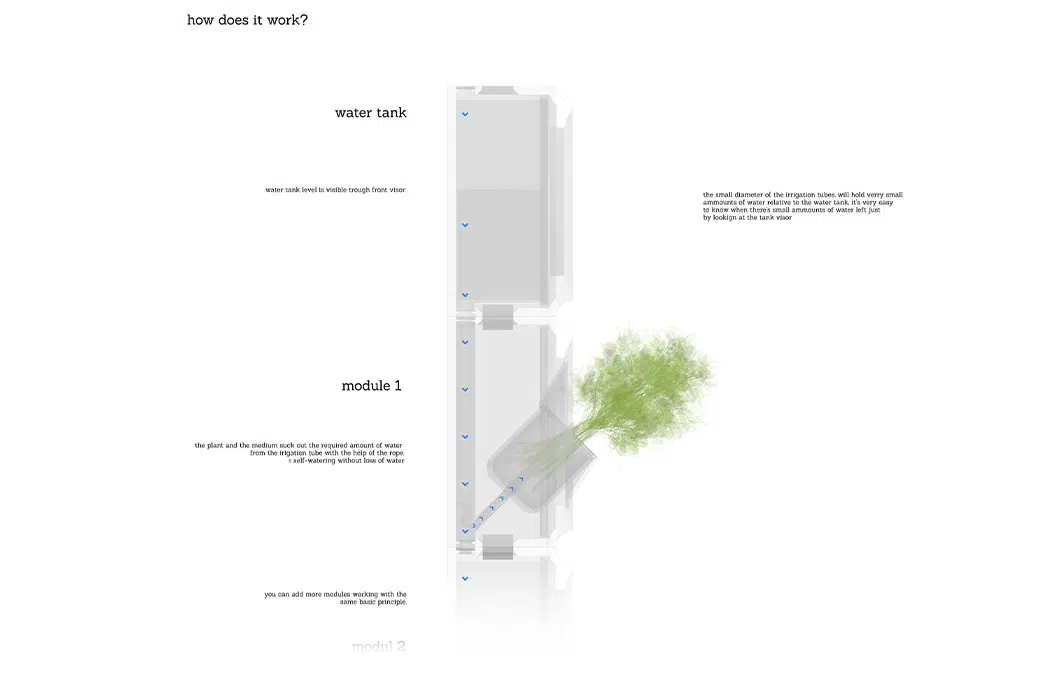 how does it work?
water tank
water tank level is visible trough front visor
the small diameter of the irrigation tubes, will hold verry small
ammounts of water relative to the water tank, it's very easy
to know when there's small ammounts of water left just
by lookign at the tank visor
module 1
the plant and the medium suck out the required amount of water
from the irigation tube with the help of the rope.
self-watering without loss of water
you can add more modules working with the
same basic principle.
modul 2